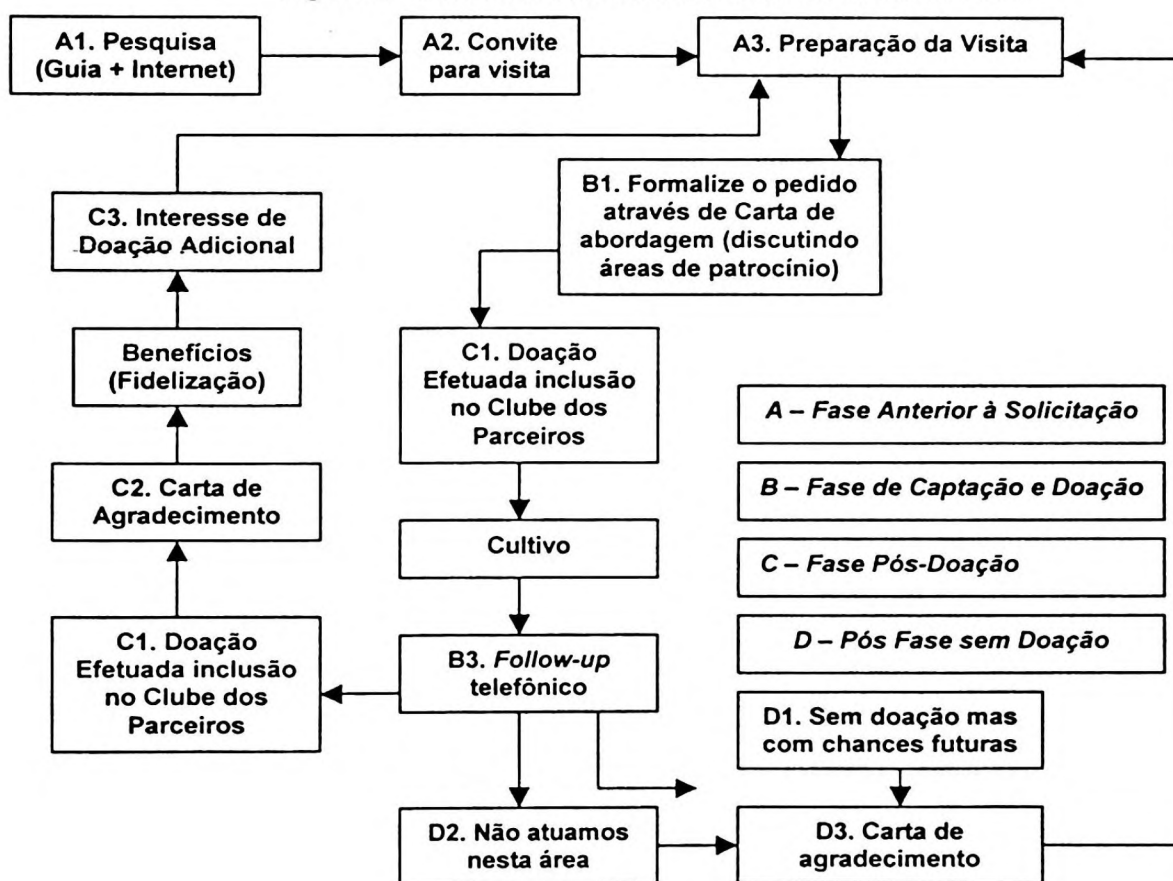 A1. Pesquisa
(Guia + Internet)
A2. Convite
para visita
A3. Preparação da Visita
B1. Formalize o pedido
através de Carta de
abordagem (discutindo
áreas de patrocínio)
C3. Interesse de
Doação Adicional
Benefícios
(Fidelização)
C1. Doação
Efetuada inclusão
no Clube dos
Parceiros
A – Fase Anterior à Solicitação
B – Fase de Captação e Doação
C2. Carta de
Agradecimento
Cultivo
C – Fase Pós-Doação
D – Pós Fase sem Doação
C1. Doação
Efetuada inclusão
no Clube dos
Parceiros
B3. Follow-up
telefônico
D1. Sem doação mas
com chances futuras
D2. Não atuamos
nesta área
D3. Carta de
agradecimento